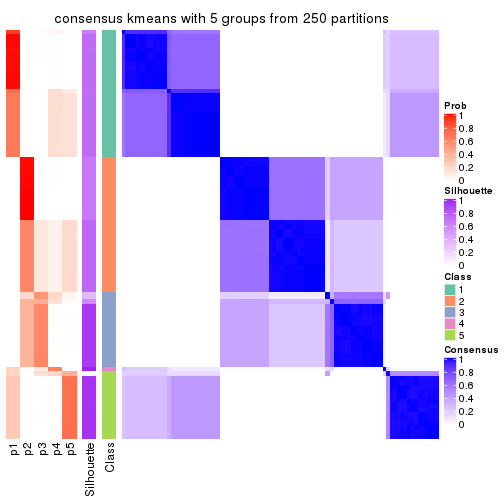 consensus kmeans with 5 groups from 250 partitions
Prob
1
0.8
0.6
0.4
0.2
0
Silhouette
1
0.8
0.6
0.4
0.2
0
Class
1
2
3
4
5
Consensus
1
0.8
0.6
0.4
0.2
0
p1
p2
p3
p4
p5
Silhouette
Class